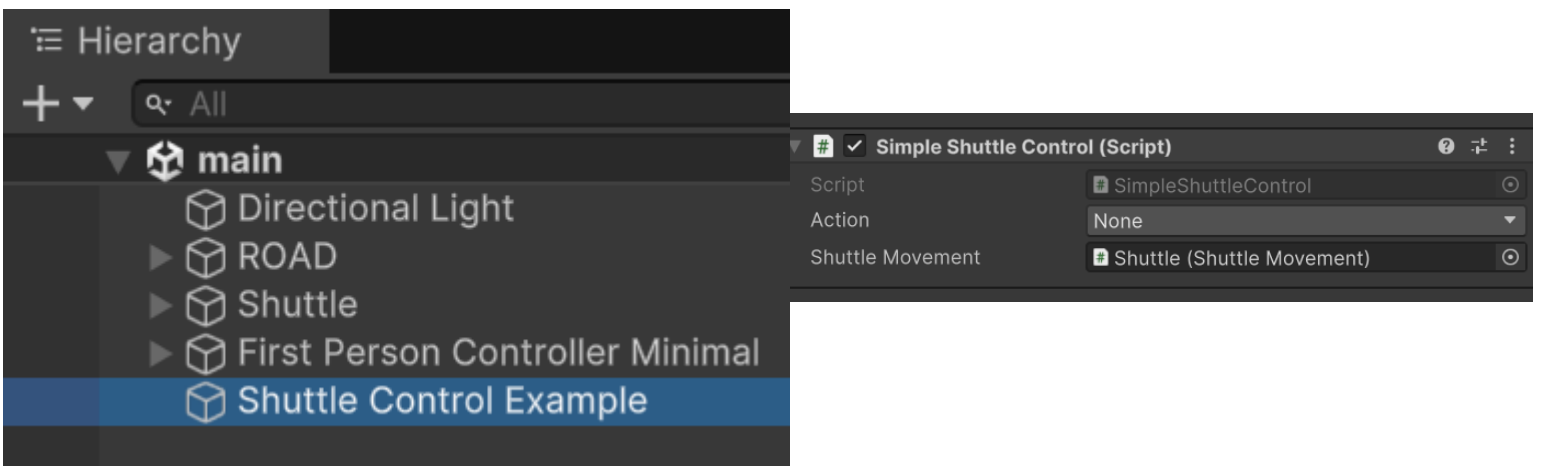 Hierarchy
All
main
Directional Light
ROAD
Shuttle
First Person Controller Minimal
Shuttle Control Example
# Simple Shuttle Control (Script)
Script # SimpleShuttleControl
Action None
Shuttle Movement # Shuttle (Shuttle Movement)